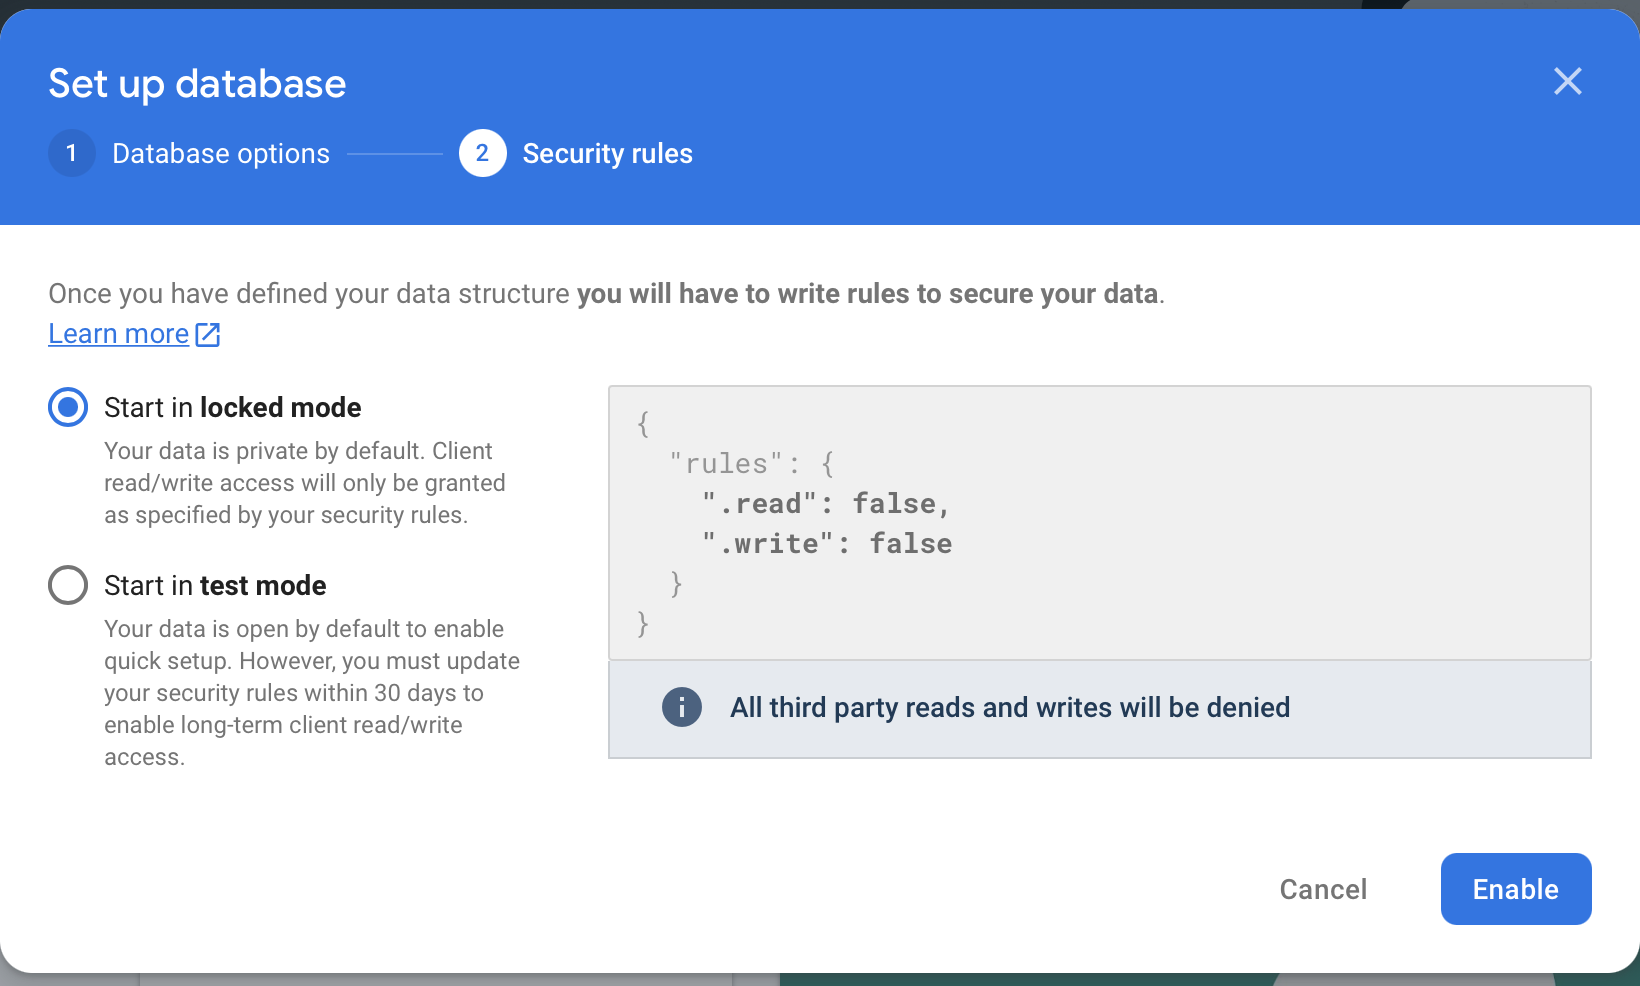 Set up database
1 Database options 2 Security rules
Once you have defined your data structure you will have to write rules to secure your data.
Learn more
Start in locked mode
Your data is private by default. Client
read/write access will only be granted
as specified by your security rules.
Start in test mode
Your data is open by default to enable
quick setup. However, you must update
your security rules within 30 days to
enable long-term client read/write
access.
{
"rules": {
".read": false,
".write": false
}
}
All third party reads and writes will be denied
Cancel
Enable